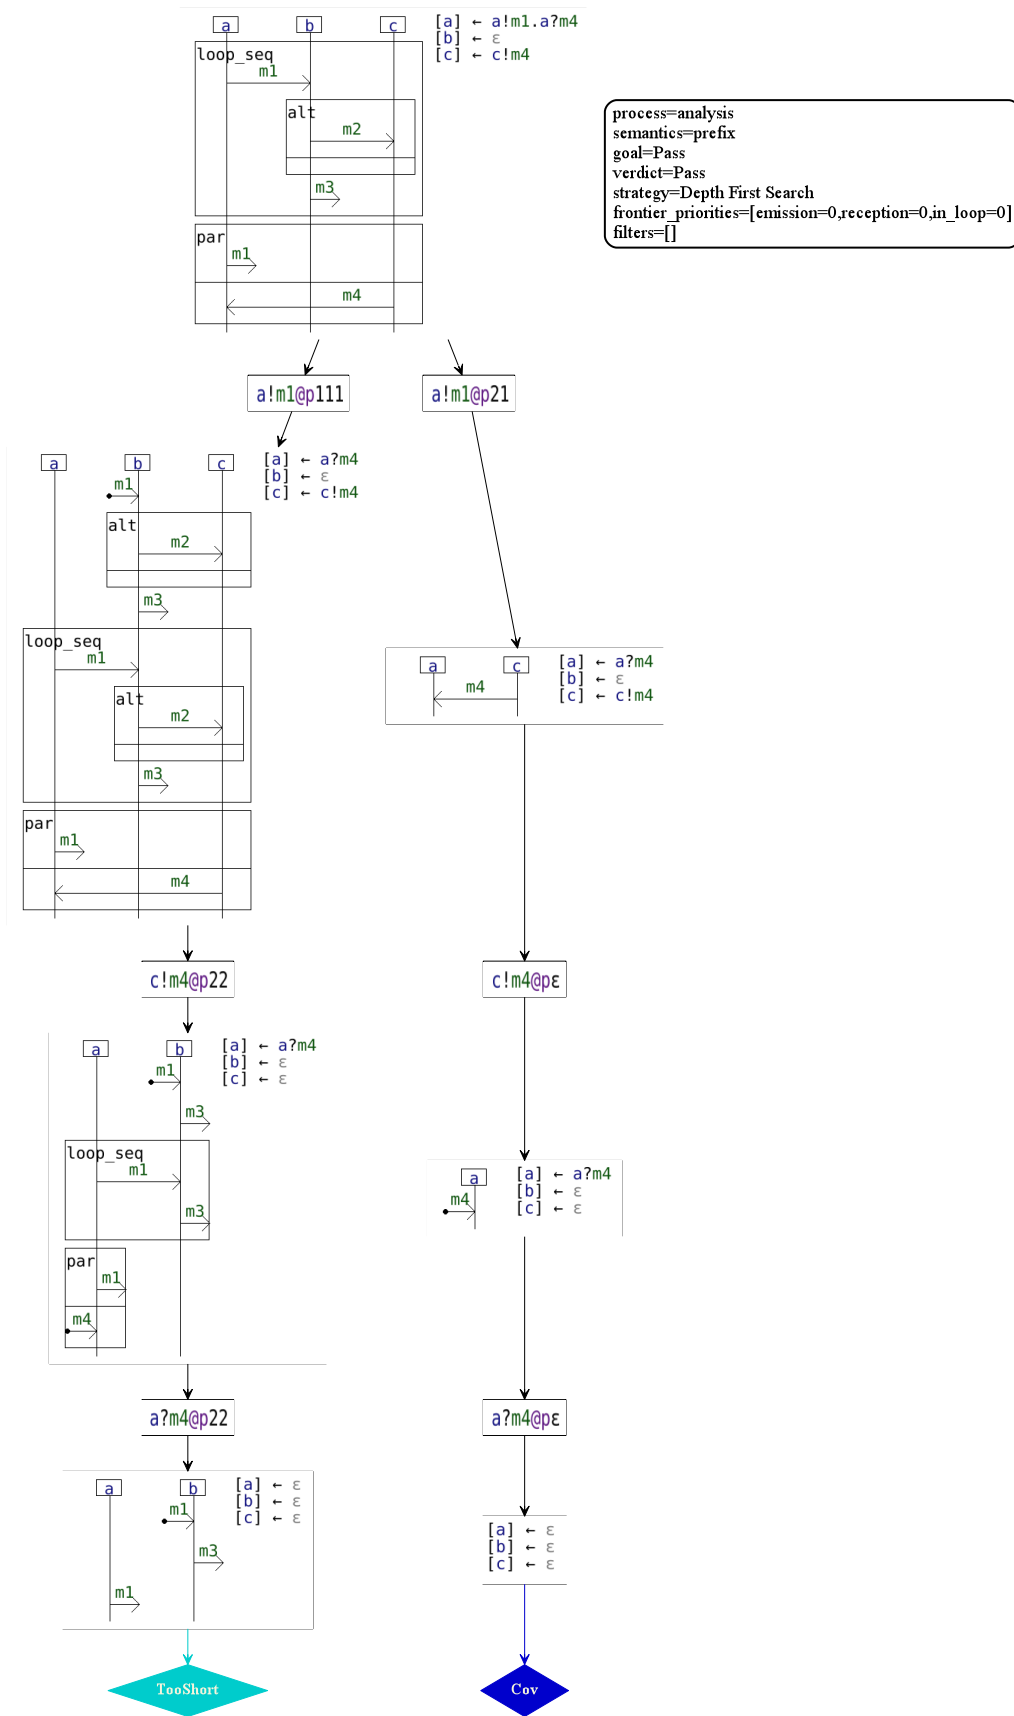 a b c
[a] ← a!m1.a?m4
[b] ← ε
[c] ← c!m4
loop_seq
m1
alt
m2
m3
par
m1
m4
process=analysis
semantics=prefix
goal=Pass
verdict=Pass
strategy=Depth First Search
frontier_priorities=[emission=0,reception=0,in_loop=0]
filters=[]
a!m1@p111
a!m1@p21
a b c
[a] ← a?m4
[b] ← ε
[c] ← c!m4
m1
alt
m2
m3
loop_seq
m1
alt
m2
m3
par
m1
m4
a c
[a] ← a?m4
[b] ← ε
[c] ← c!m4
m4
c!m4@p22
c!m4@pε
a b
[a] ← a?m4
[b] ← ε
[c] ← ε
m1
m3
loop_seq
m1
m3
par
m1
m4
a
[a] ← a?m4
[b] ← ε
[c] ← ε
m4
a?m4@p22
a?m4@pε
a b
[a] ← ε
[b] ← ε
[c] ← ε
m1
m3
m1
[a] ← ε
[b] ← ε
[c] ← ε
TooShort
Cov